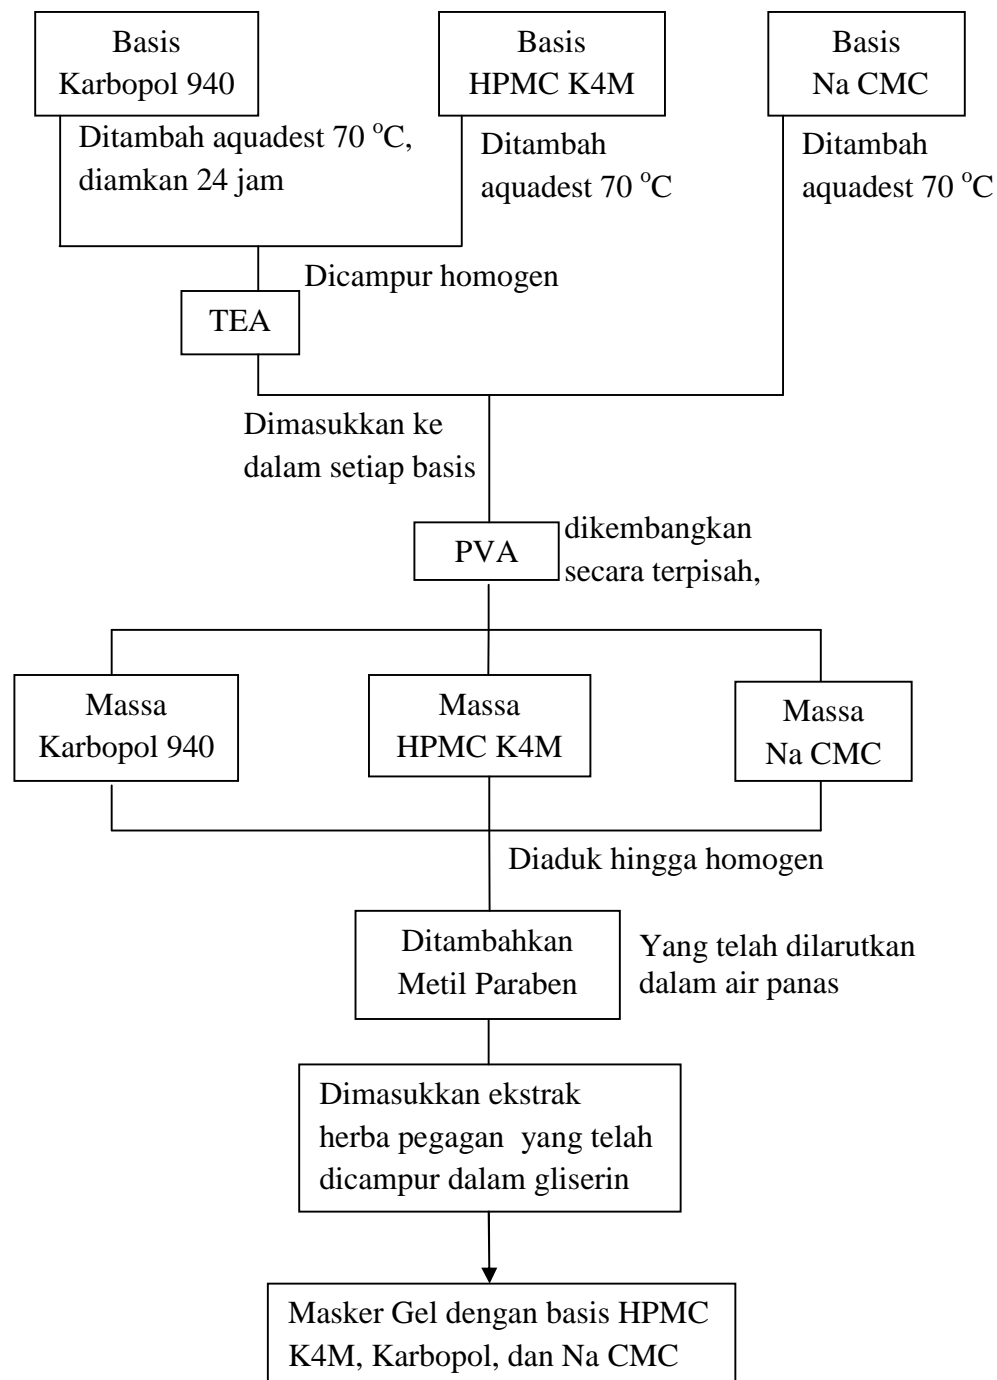 Basis
Karbopol 940
Basis
HPMC K4M
Basis
Na CMC
Ditambah aquadest 70 °C,
diamkan 24 jam
Ditambah
aquadest 70 °C
Ditambah
aquadest 70 °C
Dicampur homogen
TEA
Dimasukkan ke
dalam setiap basis
PVA
dikembangkan
secara terpisah,
Massa
Karbopol 940
Massa
HPMC K4M
Massa
Na CMC
Diaduk hingga homogen
Ditambahkan
Metil Paraben
Yang telah dilarutkan
dalam air panas
Dimasukkan ekstrak
herba pegagan yang telah
dicampur dalam gliserin
Masker Gel dengan basis HPMC
K4M, Karbopol, dan Na CMC